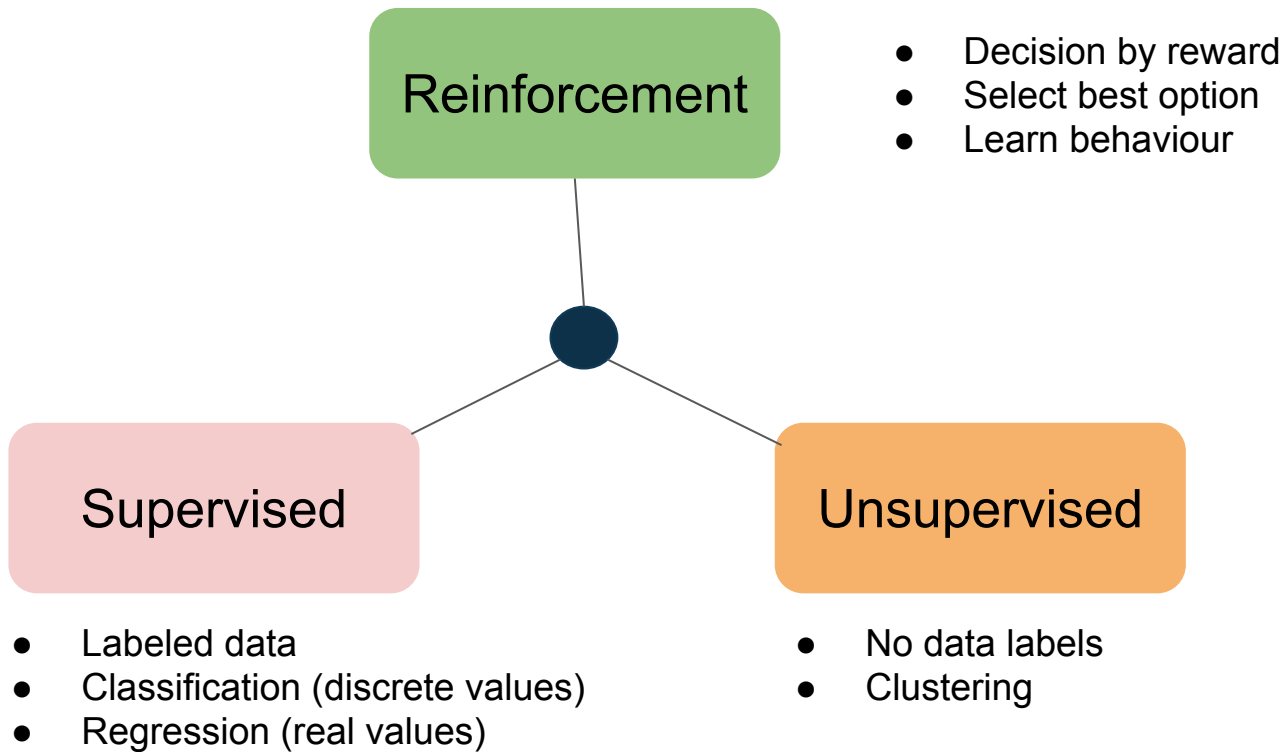 Reinforcement
● Decision by reward
● Select best option
● Learn behaviour
Supervised
● Labeled data
● Classification (discrete values)
● Regression (real values)
Unsupervised
● No data labels
● Clustering